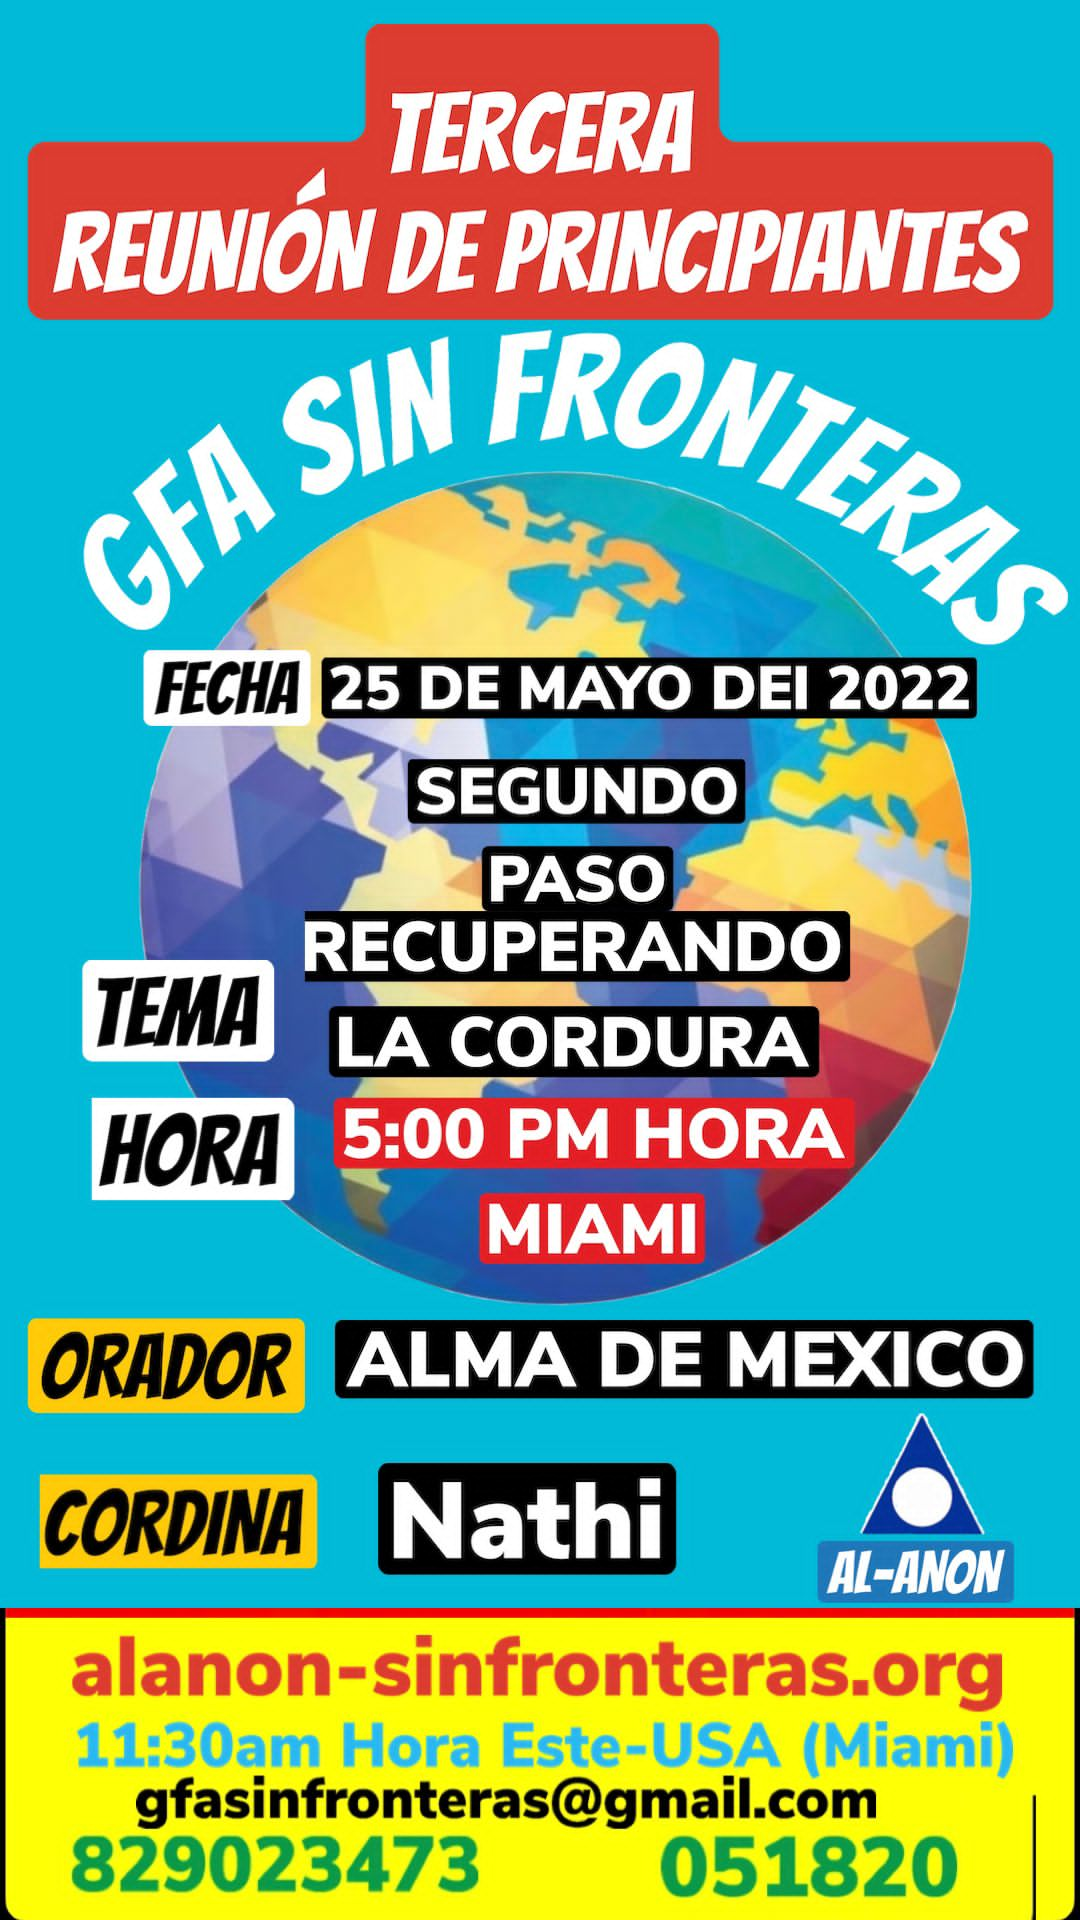 TERCERA
REUNIÓN DE PRINCIPIANTES
GFA SIN FRONTERAS
FECHA 25 DE MAYO DEI 2022
SEGUNDO
PASO
RECUPERANDO
TEMA
LA CORDURA
HORA 5:00 PM HORA
MIAMI
ORADOR ALMA DE MEXICO
CORDINA Nathi
AL-ANON
alanon-sinfronteras.org
11:30am Hora Este-USA (Miami)
gfasinfronteras@gmail.com
829023473 051820